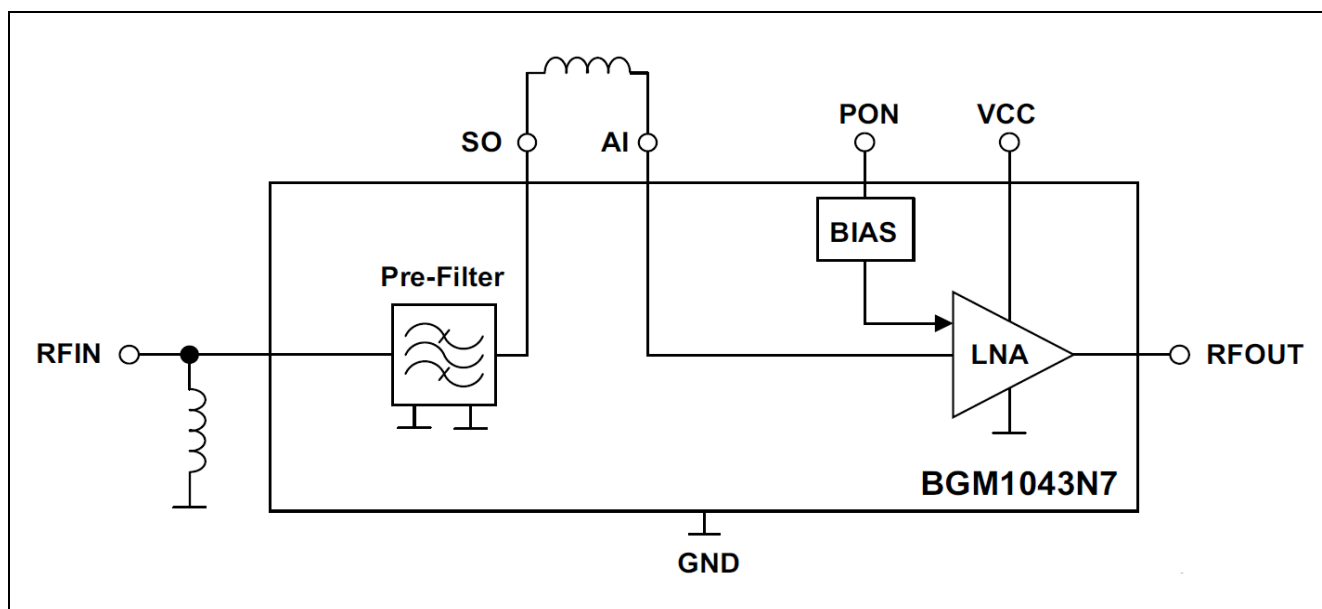 SO
AI
PON
VCC
BIAS
Pre-Filter
RFIN
LNA
RFOUT
BGM1043N7
GND